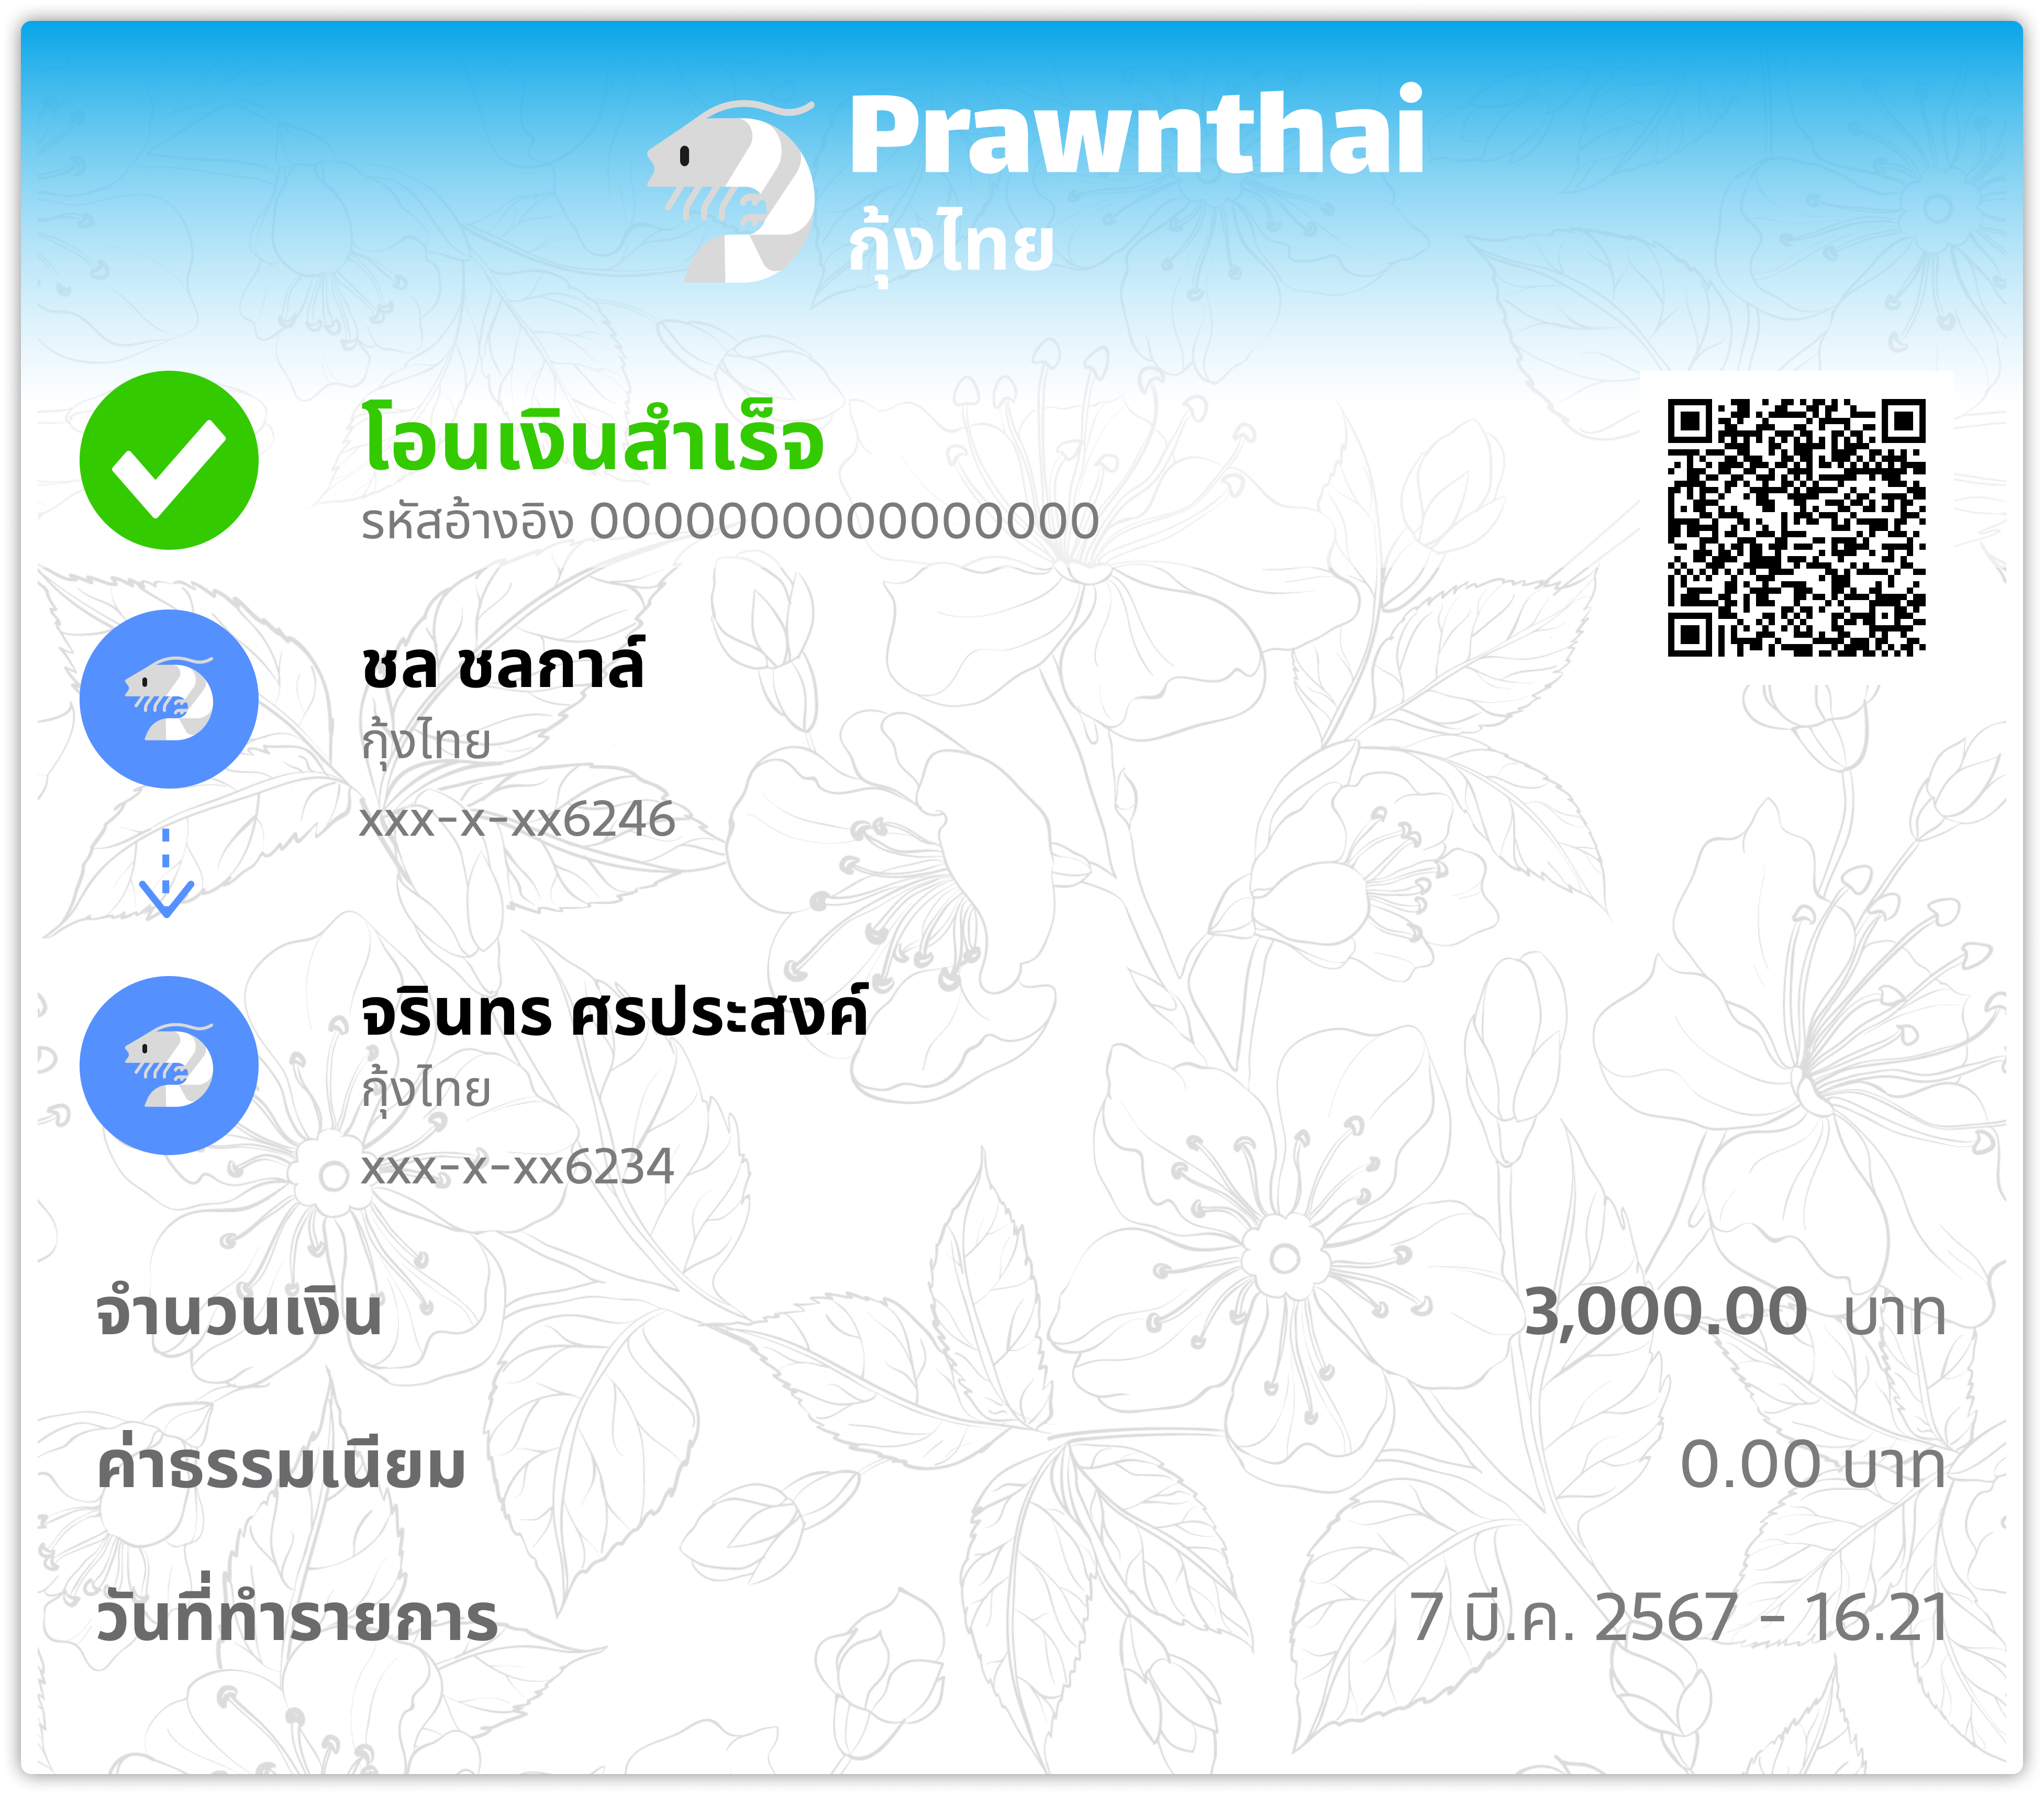 Prawnthai
กุ้งไทย
โอนเงินสำเร็จ
รหัสอ้างอิง 0000000000000000
ชล ชลกาล์
กุ้งไทย
xxx-x-xx6246
จรินทร ศรประสงค์
กุ้งไทย
xxx-x-xx6234
จำนวนเงิน 3,000.00 บาท
ค่าธรรมเนียม 0.00 บาท
วันที่ทำรายการ 7 มี.ค. 2567 - 16.21